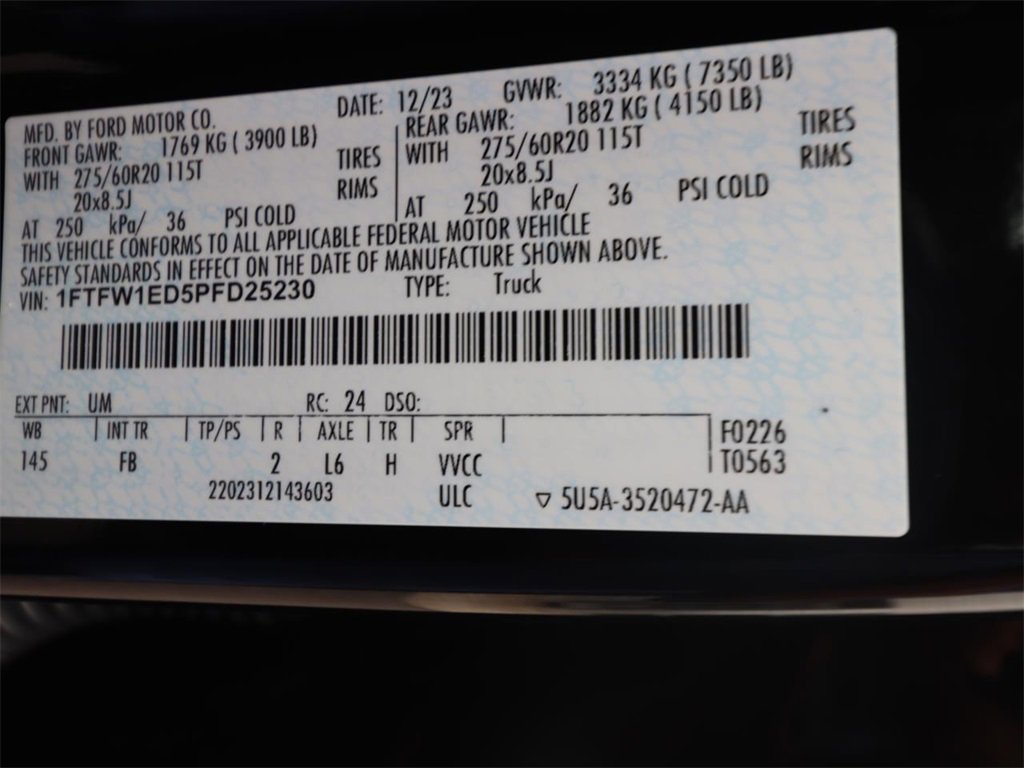 MFD. BY FORD MOTOR CO. DATE: 12/23 GVWR: 3334 KG ( 7350 LB)
FRONT GAWR: 1769 KG ( 3900 LB) REAR GAWR: 1882 KG ( 4150 LB)
WITH 275/60R20 115T TIRES WITH 275/60R20 115T TIRES
20x8.5J RIMS 20x8.5J RIMS
AT 250 kPa/ 36 PSI COLD AT 250 kPa/ 36 PSI COLD
THIS VEHICLE CONFORMS TO ALL APPLICABLE FEDERAL MOTOR VEHICLE
SAFETY STANDARDS IN EFFECT ON THE DATE OF MANUFACTURE SHOWN ABOVE.
VIN: 1FTFW1ED5PFD25230 TYPE: Truck
EXT PNT: UM RC: 24 DSO:
WB INT TR TP/PS R AXLE TR SPR F0226
145 FB 2 L6 H VVCC T0563
2202312143603 ULC ▽ 5U5A-3520472-AA